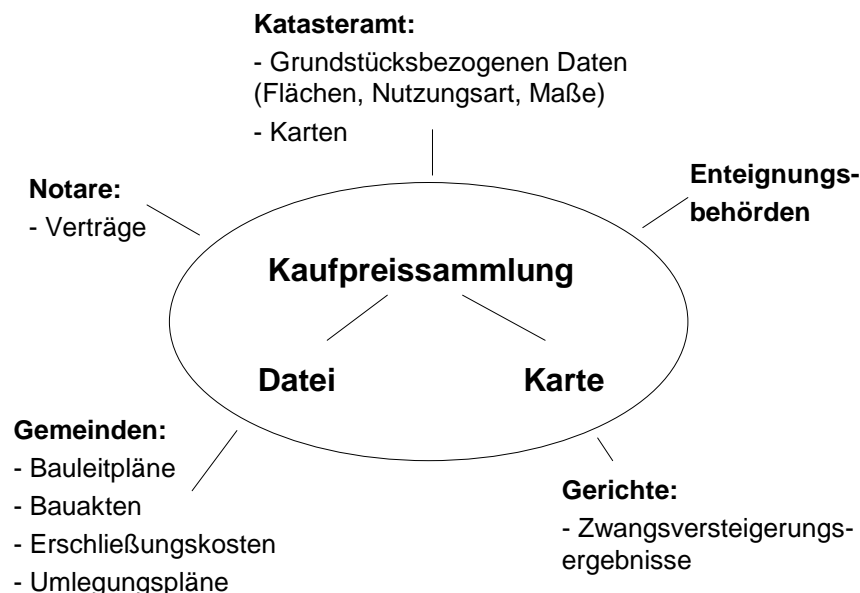 Katasteramt:
- Grundstücksbezogenen Daten
(Flächen, Nutzungsart, Maße)
- Karten
Notare:
- Verträge
Enteignungs-
behörden
Kaufpreissammlung
Datei
Karte
Gemeinden:
- Bauleitpläne
- Bauakten
- Erschließungskosten
- Umlegungspläne
Gerichte:
- Zwangsversteigerungs-
ergebnisse